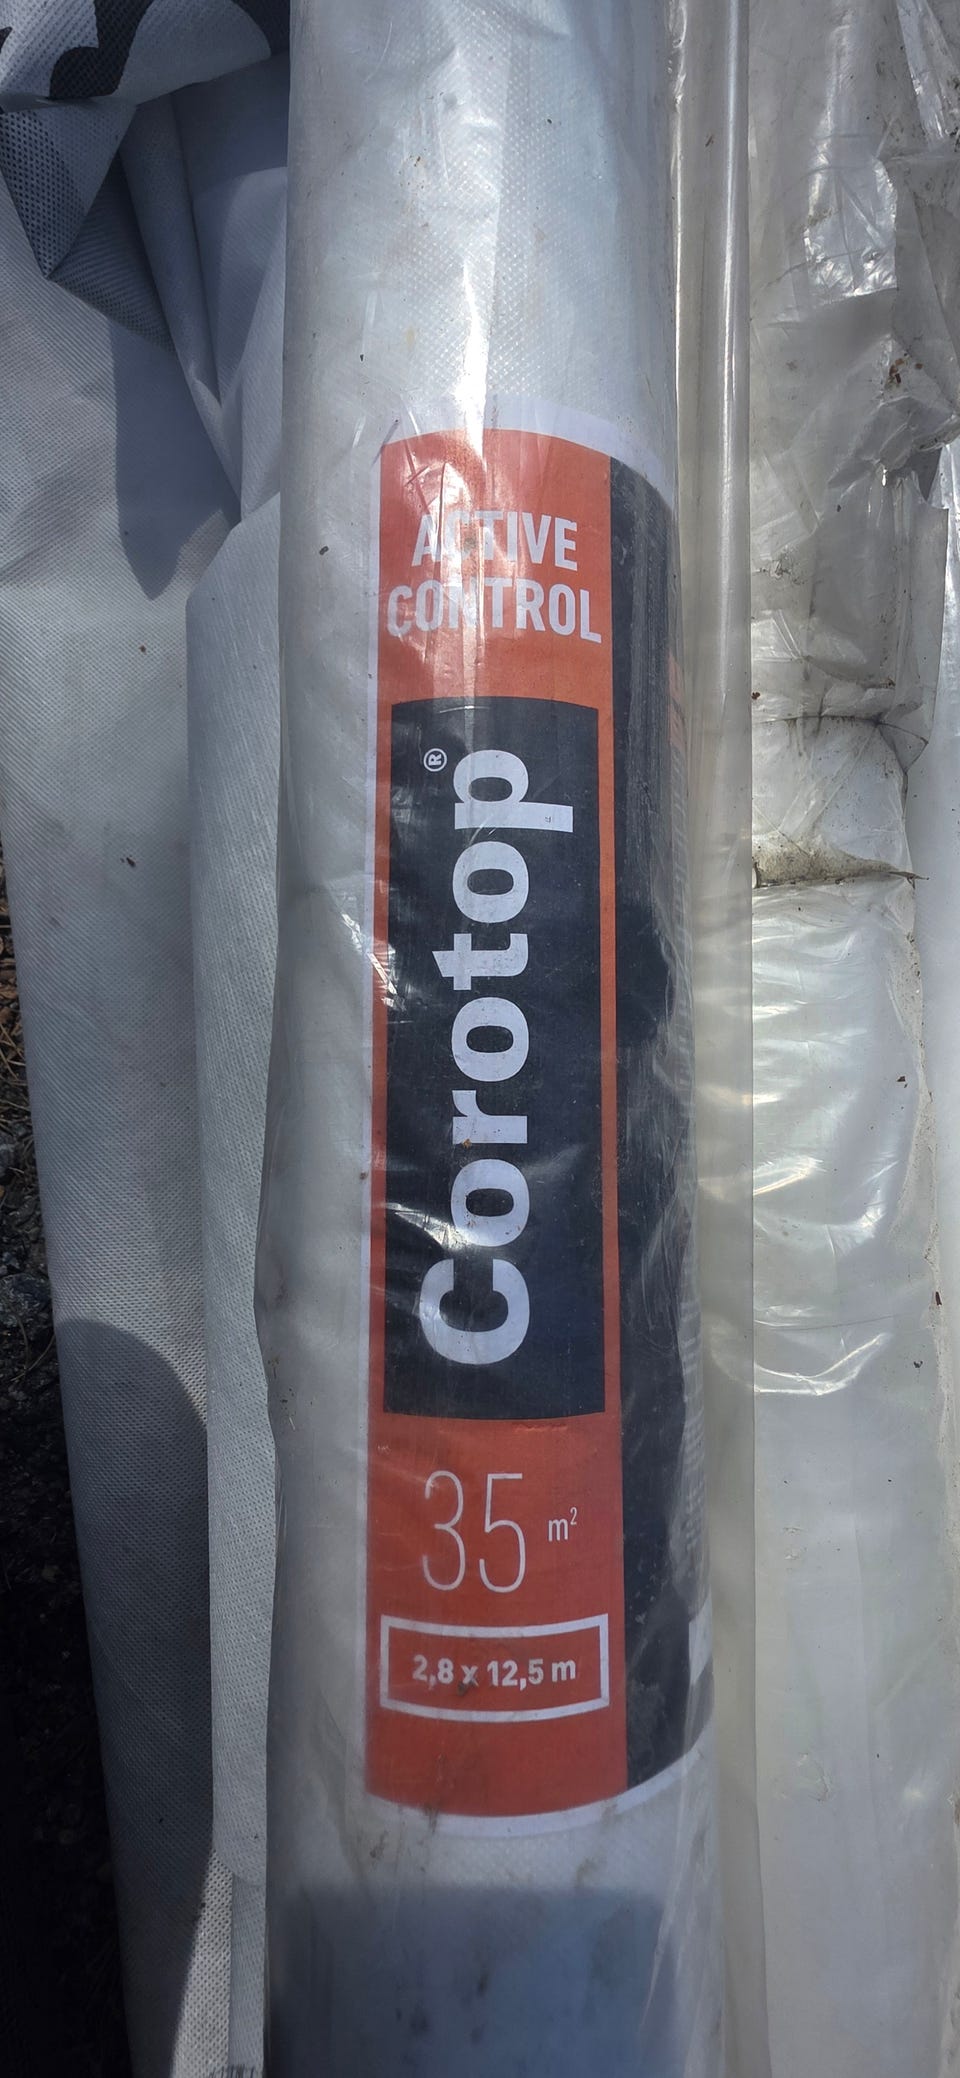 ACTIVE
CONTROL
Corotop®
35 m²
2,8 x 12,5 m